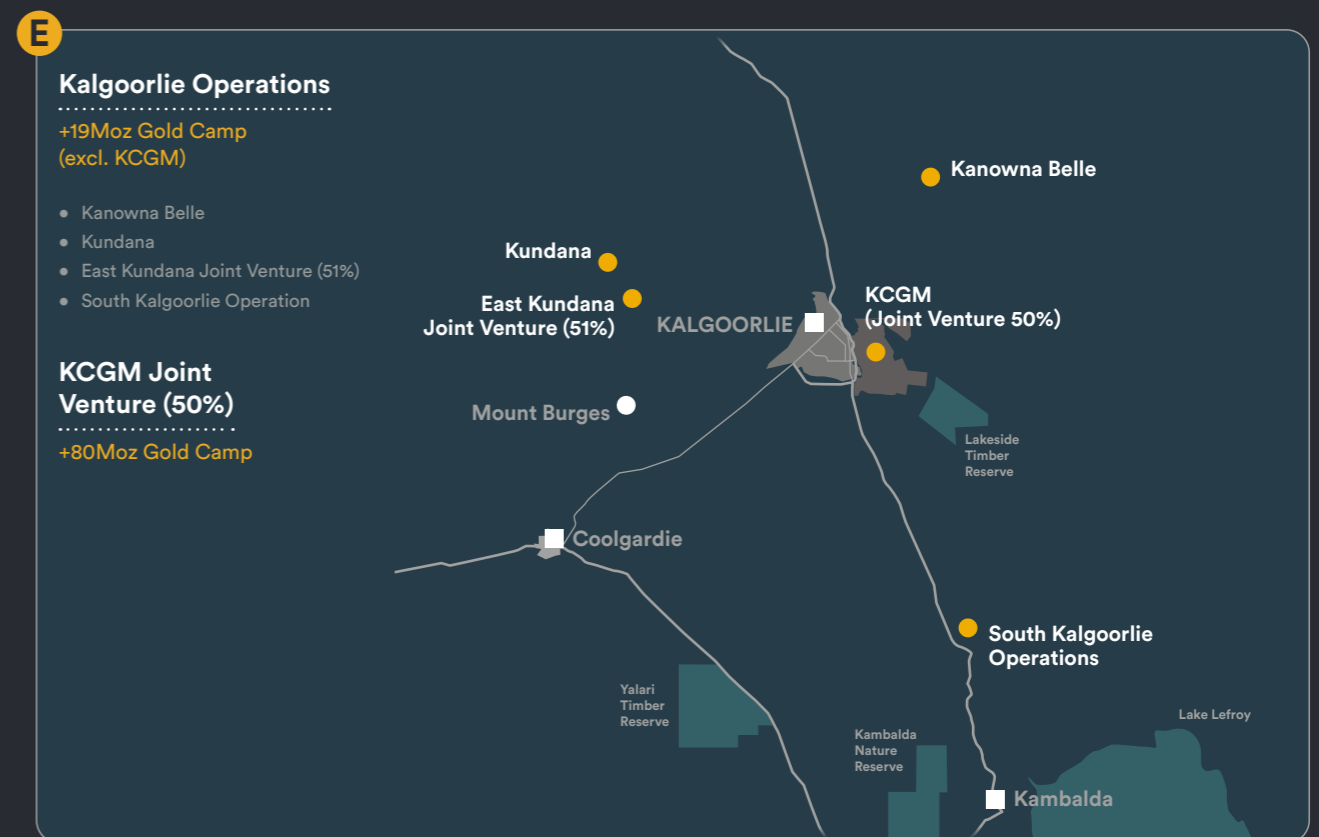 E
Kalgoorlie Operations
+19Moz Gold Camp
(excl. KCGM)
• Kanowna Belle
• Kundana
• East Kundana Joint Venture (51%)
• South Kalgoorlie Operation
KCGM Joint
Venture (50%)
+80Moz Gold Camp
Kanowna Belle
Kundana
East Kundana
Joint Venture (51%)
KALGOORLIE
KCGM
(Joint Venture 50%)
Mount Burges
Lakeside
Timber
Reserve
Coolgardie
South Kalgoorlie
Operations
Yalari
Timber
Reserve
Kambalda
Nature
Reserve
Lake Lefroy
Kambalda